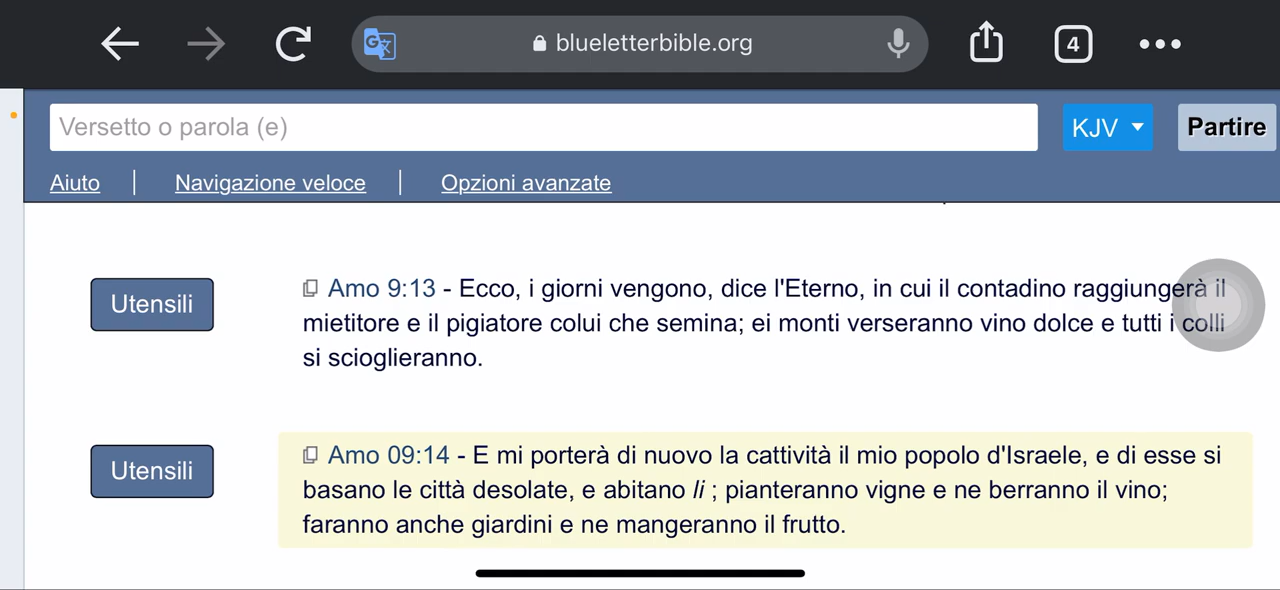 blueletterbible.org
4
Versetto o parola (e)
KJV
Partire
Aiuto
Navigazione veloce
Opzioni avanzate
Utensili
Amo 9:13 - Ecco, i giorni vengono, dice l'Eterno, in cui il contadino raggiungerà il
mietitore e il pigiatore colui che semina; ei monti verseranno vino dolce e tutti i colli
si scioglieranno.
Utensili
Amo 09:14 - E mi porterà di nuovo la cattività il mio popolo d'Israele, e di esse si
basano le città desolate, e abitano li ; pianteranno vigne e ne berranno il vino;
faranno anche giardini e ne mangeranno il frutto.